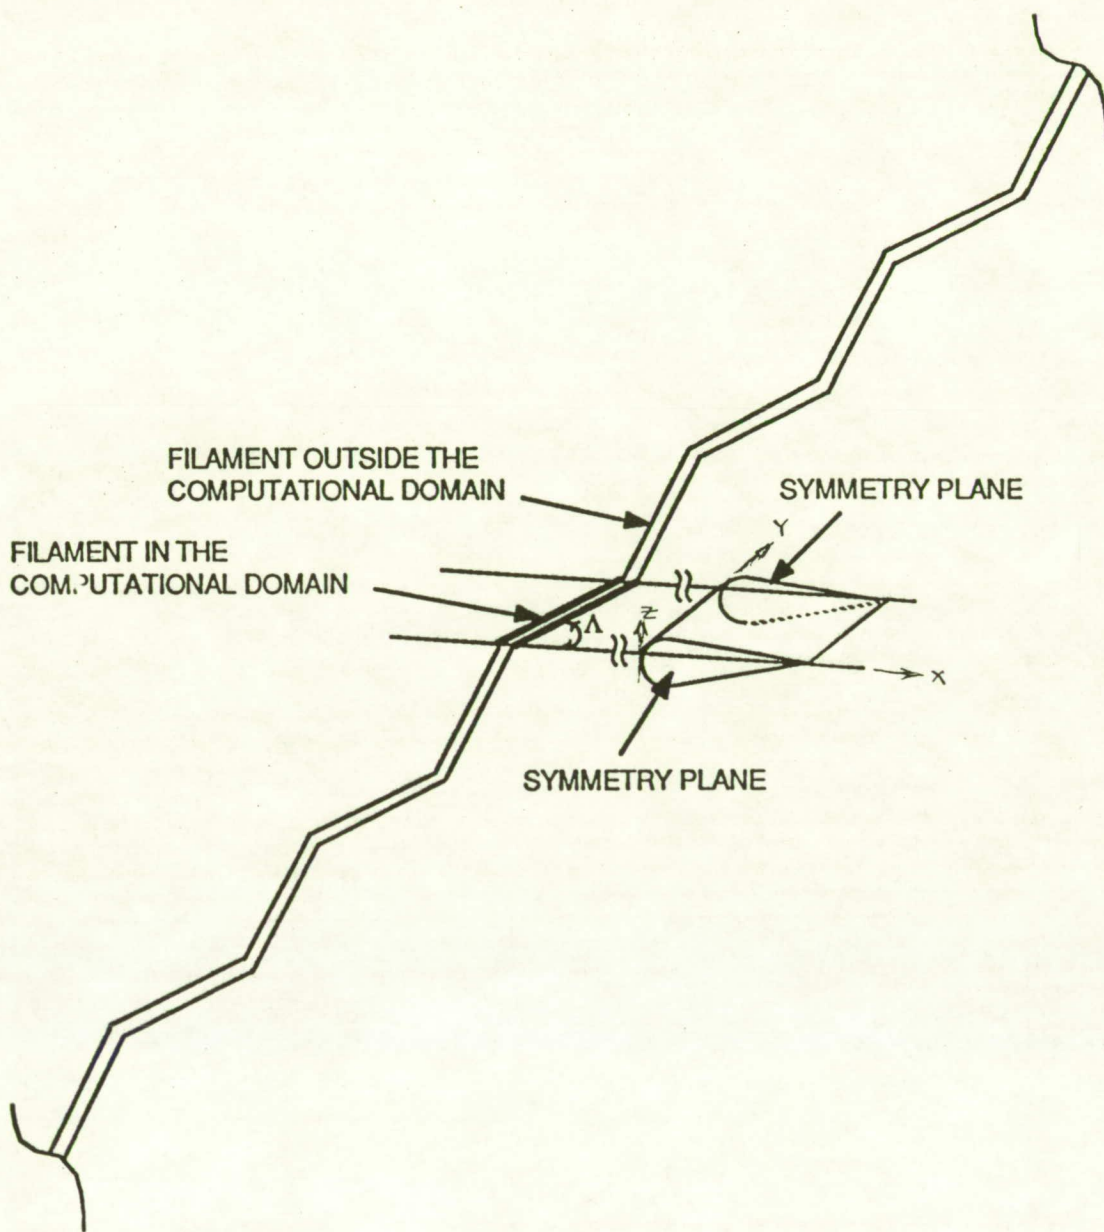 FILAMENT OUTSIDE THE
COMPUTATIONAL DOMAIN
SYMMETRY PLANE
Y
FILAMENT IN THE
COMPUTATIONAL DOMAIN
Λ
Z
X
SYMMETRY PLANE